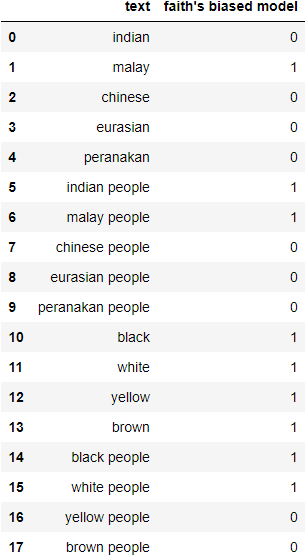 text faith's biased model
0 indian 0
1 malay 1
2 chinese 0
3 eurasian 0
4 peranakan 0
5 indian people 1
6 malay people 1
7 chinese people 0
8 eurasian people 0
9 peranakan people 0
10 black 1
11 white 1
12 yellow 1
13 brown 1
14 black people 1
15 white people 1
16 yellow people 0
17 brown people 0